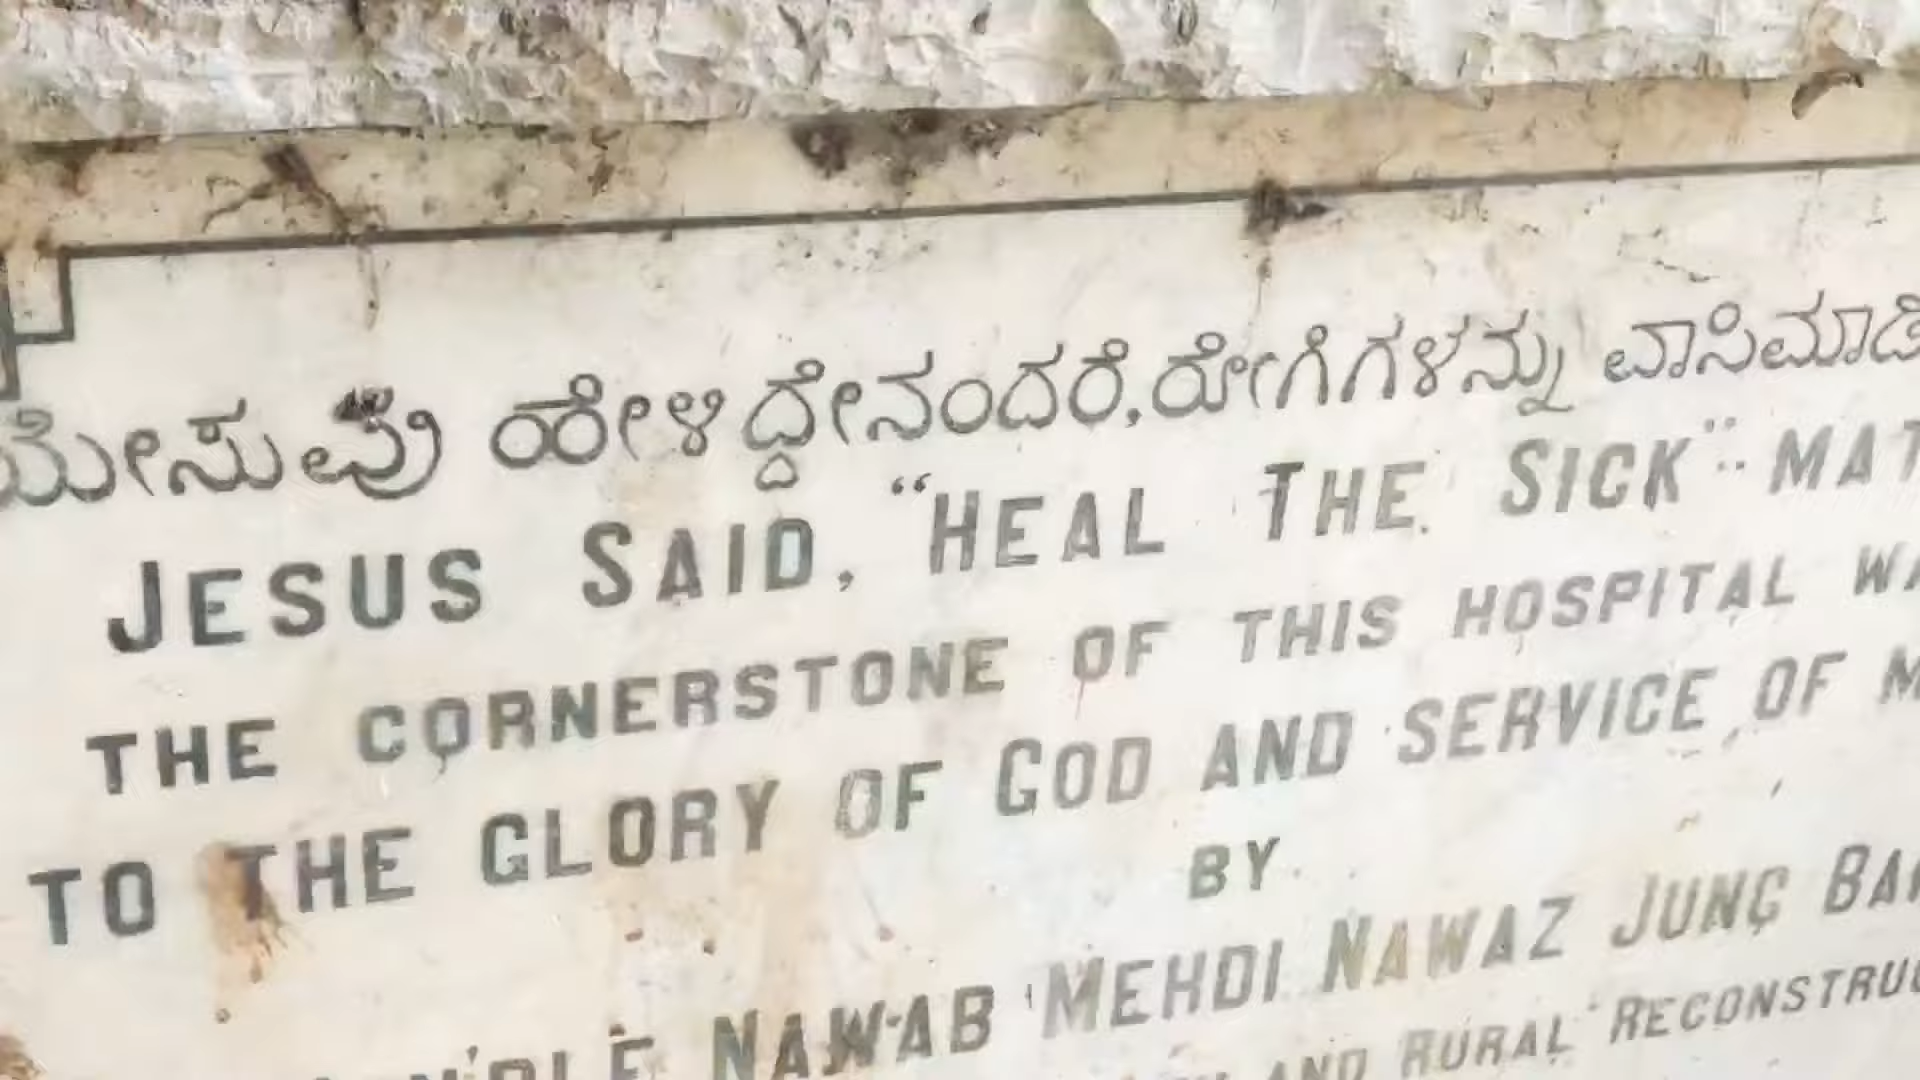 ಯೇಸುವು ಹೇಳಿದ್ಧೇನಂದರೆ, ರೋಗಿಗಳನ್ನು ವಾಸಿಮಾಡಿ
JESUS SAID, "HEAL THE SICK" MAT
THE CORNERSTONE OF THIS HOSPITAL WA
TO THE GLORY OF GOD AND SERVICE OF M
BY
NAWAB MEHDI NAWAZ JUNG BA
AND RURAL RECONSTRUC